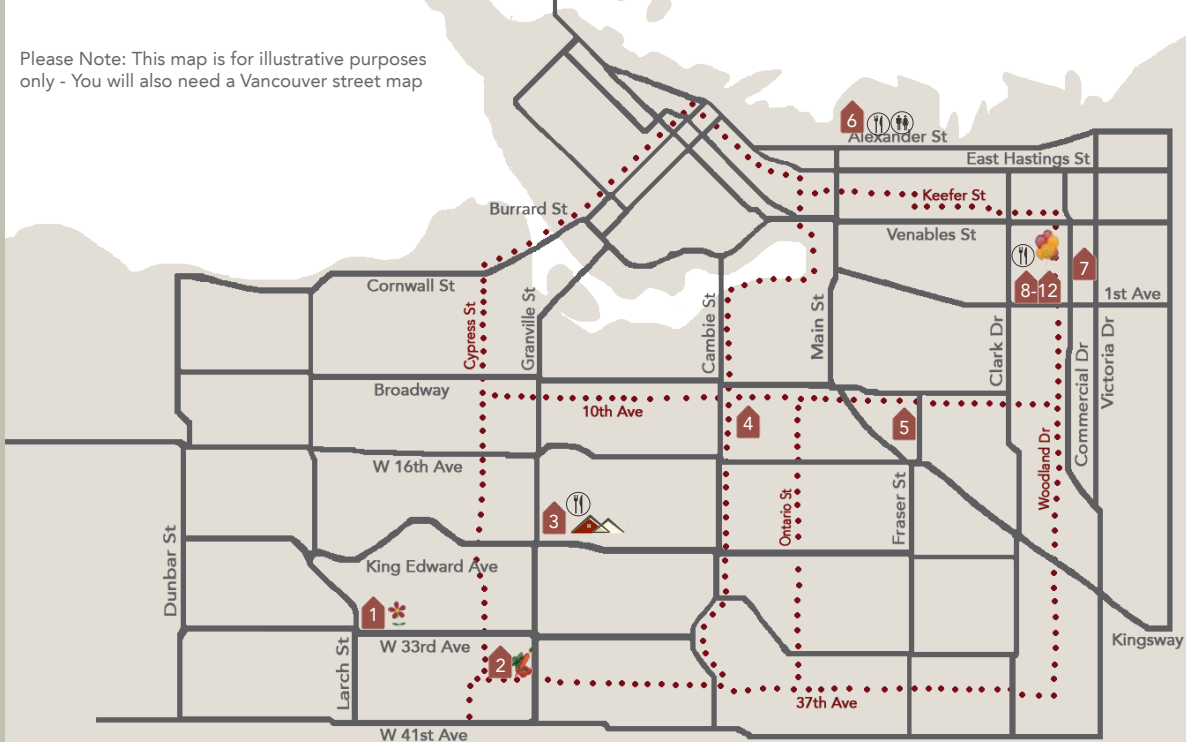 Please Note: This map is for illustrative purposes
only - You will also need a Vancouver street map
6
Alexander St
East Hastings St
Keefer St
Burrard St
Venables St
7
8-12
Cornwall St
1st Ave
Cypress St
Granville St
Cambie St
Main St
Clark Dr
Commercial Dr
Victoria Dr
Broadway
10th Ave
4
5
W 16th Ave
Woodland Dr
3
Ontario St
Fraser St
Dunbar St
King Edward Ave
1
Kingsway
W 33rd Ave
2
Larch St
37th Ave
W 41st Ave